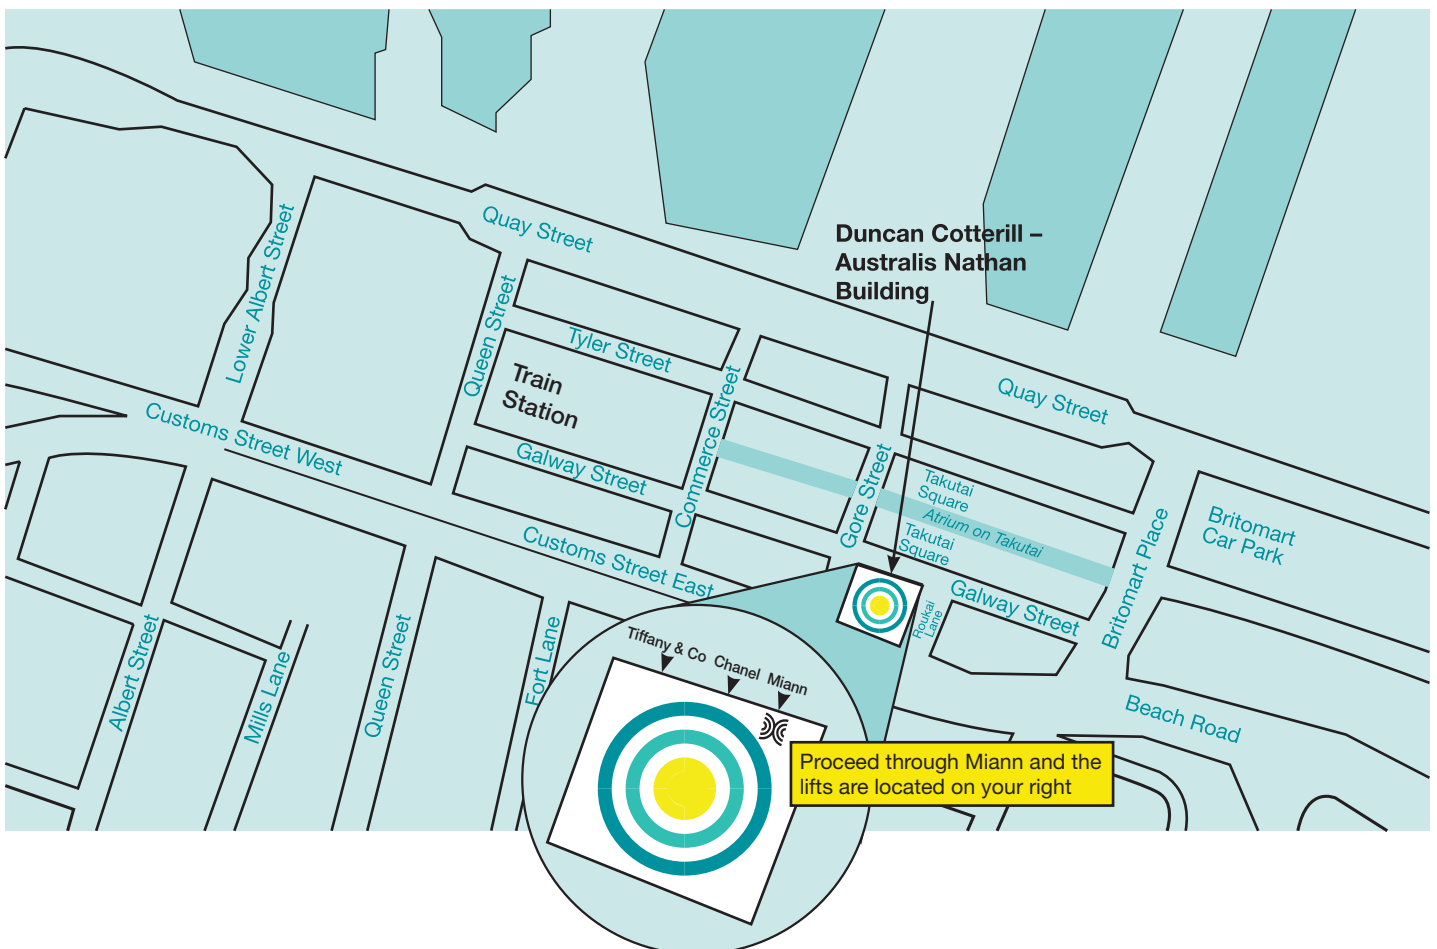 Quay Street
Duncan Cotterill –
Australis Nathan
Building
Lower Albert Street
Queen Street
Tyler Street
Train
Station
Commerce Street
Quay Street
Customs Street West
Galway Street
Gore Street
Takutai
Square
Atrium on Takutai
Takutai
Square
Britomart Place
Britomart
Car Park
Customs Street East
Galway Street
Roukai
Lane
Albert Street
Mills Lane
Queen Street
Fort Lane
Tiffany & Co
Chanel
Miann
Beach Road
Proceed through Miann and the
lifts are located on your right